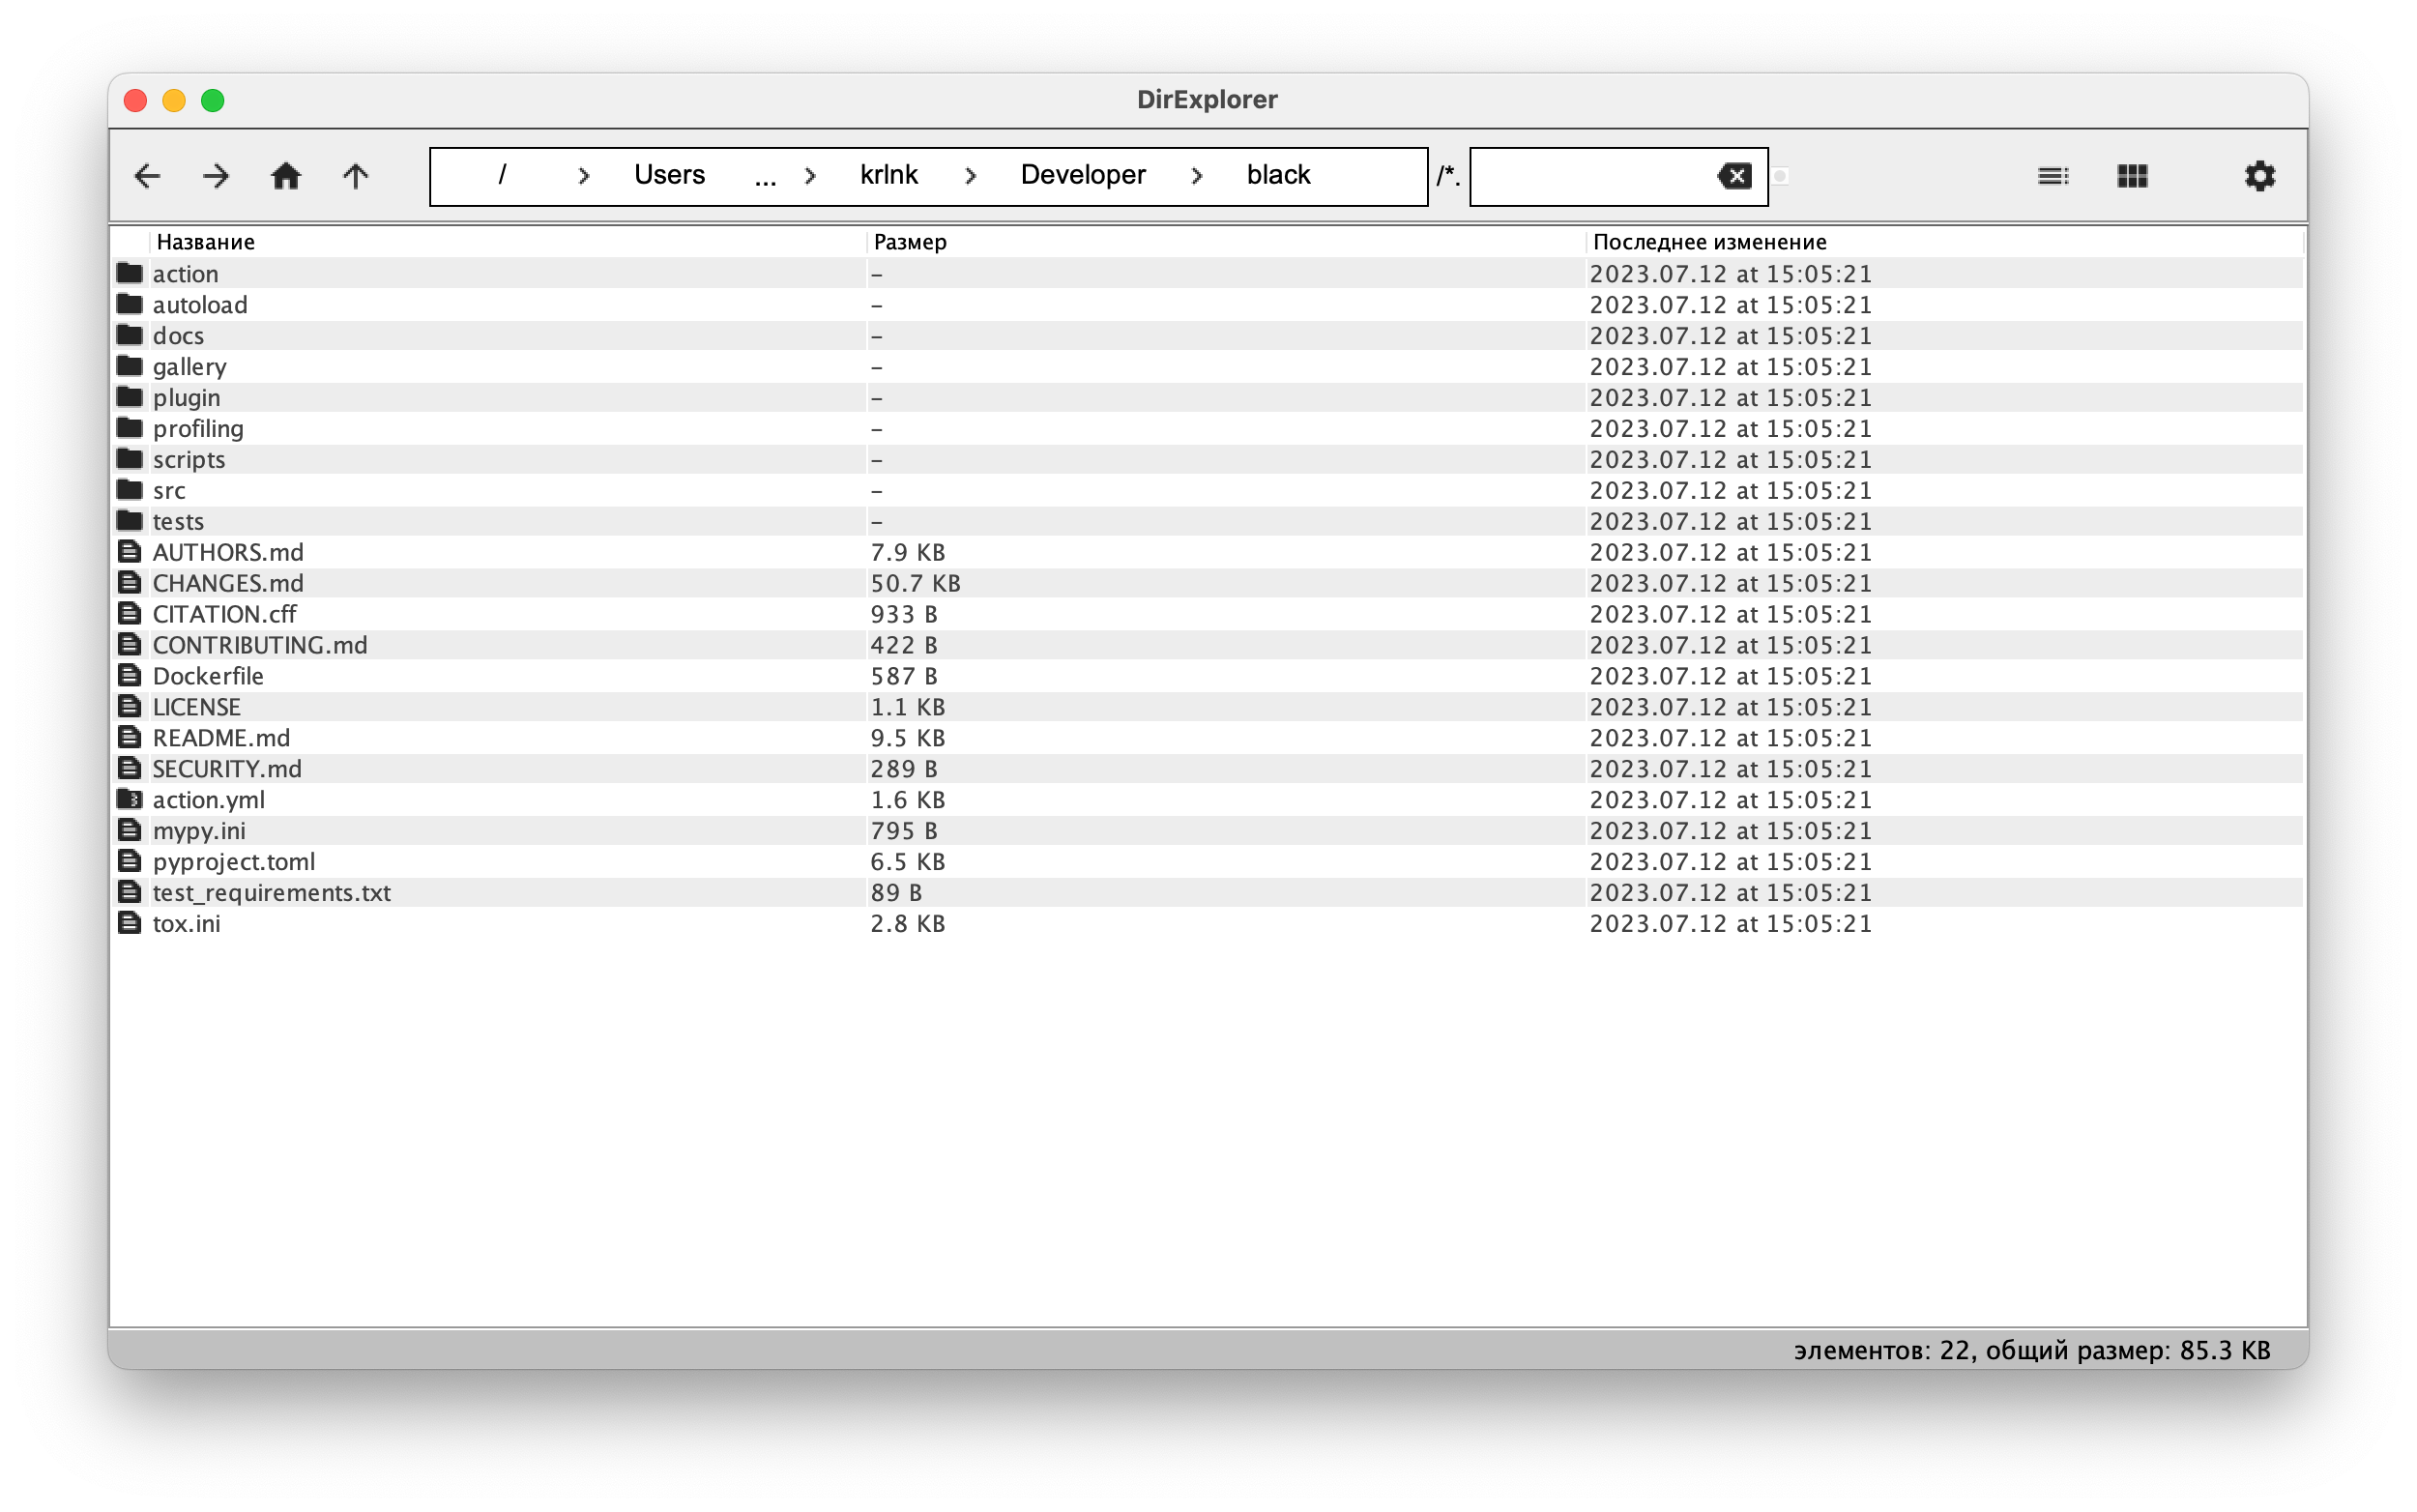 DirExplorer
/ > Users ... > krlnk > Developer > black /*.
Название Размер Последнее изменение
action – 2023.07.12 at 15:05:21
autoload – 2023.07.12 at 15:05:21
docs – 2023.07.12 at 15:05:21
gallery – 2023.07.12 at 15:05:21
plugin – 2023.07.12 at 15:05:21
profiling – 2023.07.12 at 15:05:21
scripts – 2023.07.12 at 15:05:21
src – 2023.07.12 at 15:05:21
tests – 2023.07.12 at 15:05:21
AUTHORS.md 7.9 KB 2023.07.12 at 15:05:21
CHANGES.md 50.7 KB 2023.07.12 at 15:05:21
CITATION.cff 933 B 2023.07.12 at 15:05:21
CONTRIBUTING.md 422 B 2023.07.12 at 15:05:21
Dockerfile 587 B 2023.07.12 at 15:05:21
LICENSE 1.1 KB 2023.07.12 at 15:05:21
README.md 9.5 KB 2023.07.12 at 15:05:21
SECURITY.md 289 B 2023.07.12 at 15:05:21
action.yml 1.6 KB 2023.07.12 at 15:05:21
mypy.ini 795 B 2023.07.12 at 15:05:21
pyproject.toml 6.5 KB 2023.07.12 at 15:05:21
test_requirements.txt 89 B 2023.07.12 at 15:05:21
tox.ini 2.8 KB 2023.07.12 at 15:05:21
элементов: 22, общий размер: 85.3 KB